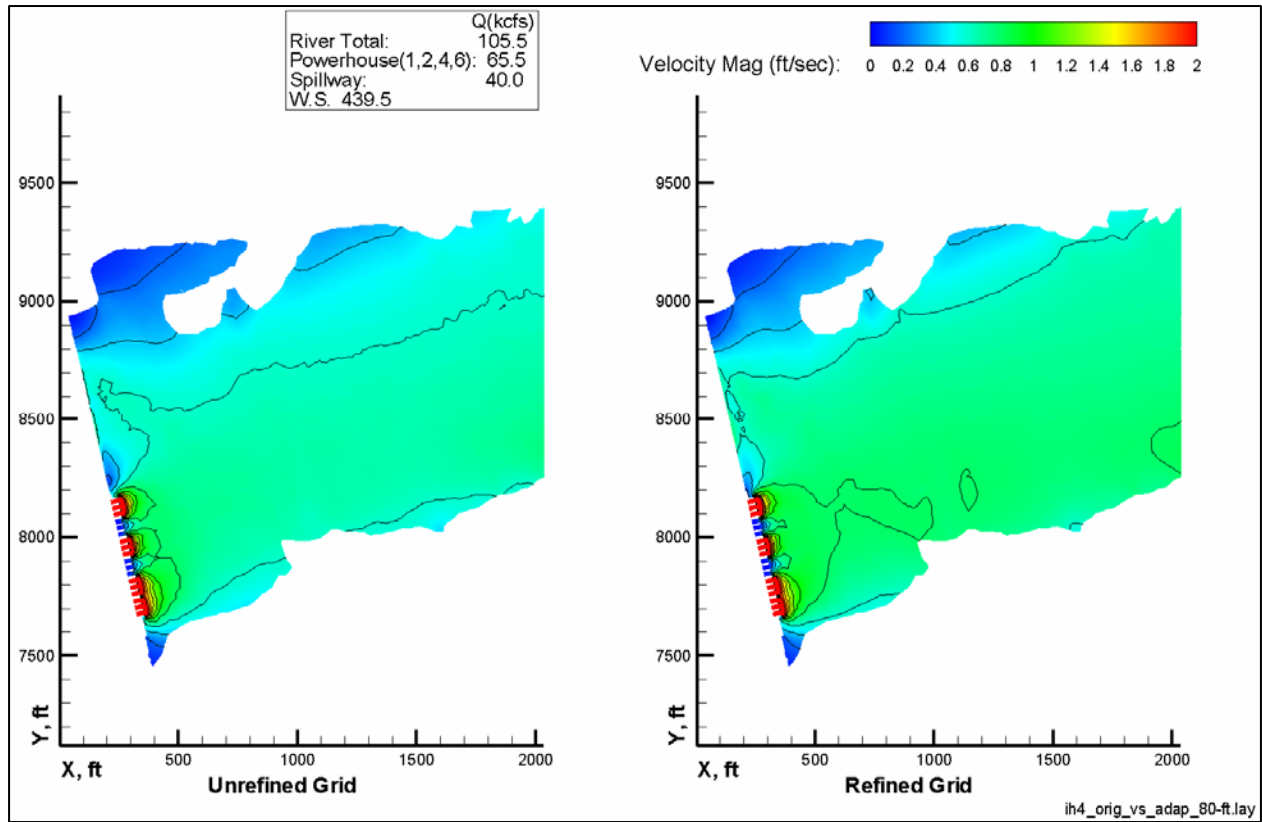 Q(kcfs)
River Total: 105.5
Powerhouse(1,2,4,6): 65.5
Spillway: 40.0
W.S. 439.5
Velocity Mag (ft/sec):
0 0.2 0.4 0.6 0.8 1 1.2 1.4 1.6 1.8 2
9500
9000
8500
8000
7500
Y, ft
X, ft
500 1000 1500 2000
Unrefined Grid
9500
9000
8500
8000
7500
Y, ft
X, ft
500 1000 1500 2000
Refined Grid
ih4_orig_vs_adap_80-ft.lay